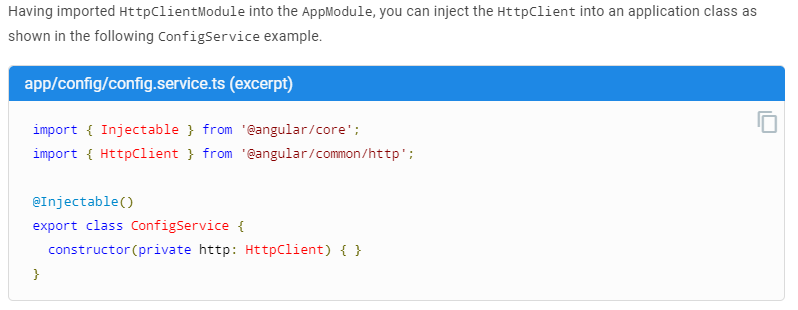 Having imported HttpClientModule into the AppModule, you can inject the HttpClient into an application class as
shown in the following ConfigService example.
app/config/config.service.ts (excerpt)
import { Injectable } from '@angular/core';
import { HttpClient } from '@angular/common/http';
@Injectable()
export class ConfigService {
  constructor(private http: HttpClient) { }
}